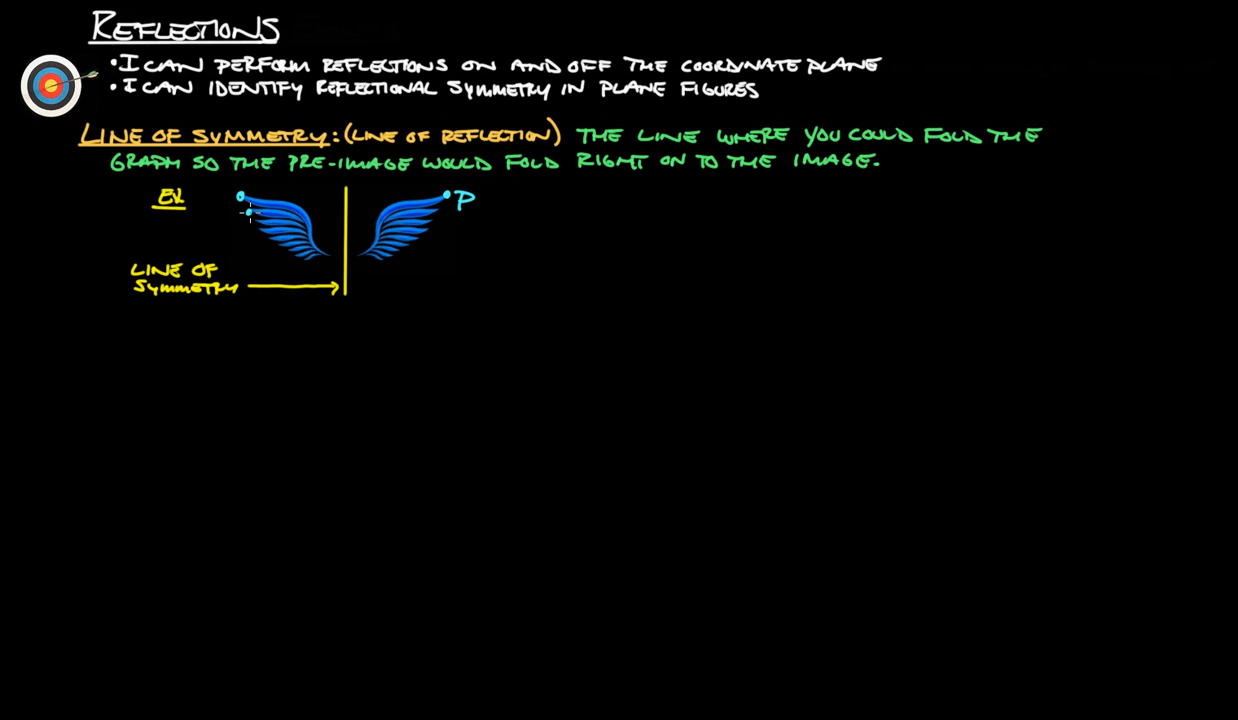 REFLECTIONS
• I CAN PERFORM REFLECTIONS ON AND OFF THE COORDINATE PLANE
• I CAN IDENTIFY REFLECTIONAL SYMMETRY IN PLANE FIGURES
LINE OF SYMMETRY: (LINE OF REFLECTION) THE LINE WHERE YOU COULD FOLD THE
GRAPH SO THE PRE-IMAGE WOULD FOLD RIGHT ON TO THE IMAGE.
EX
P
LINE OF
SYMMETRY